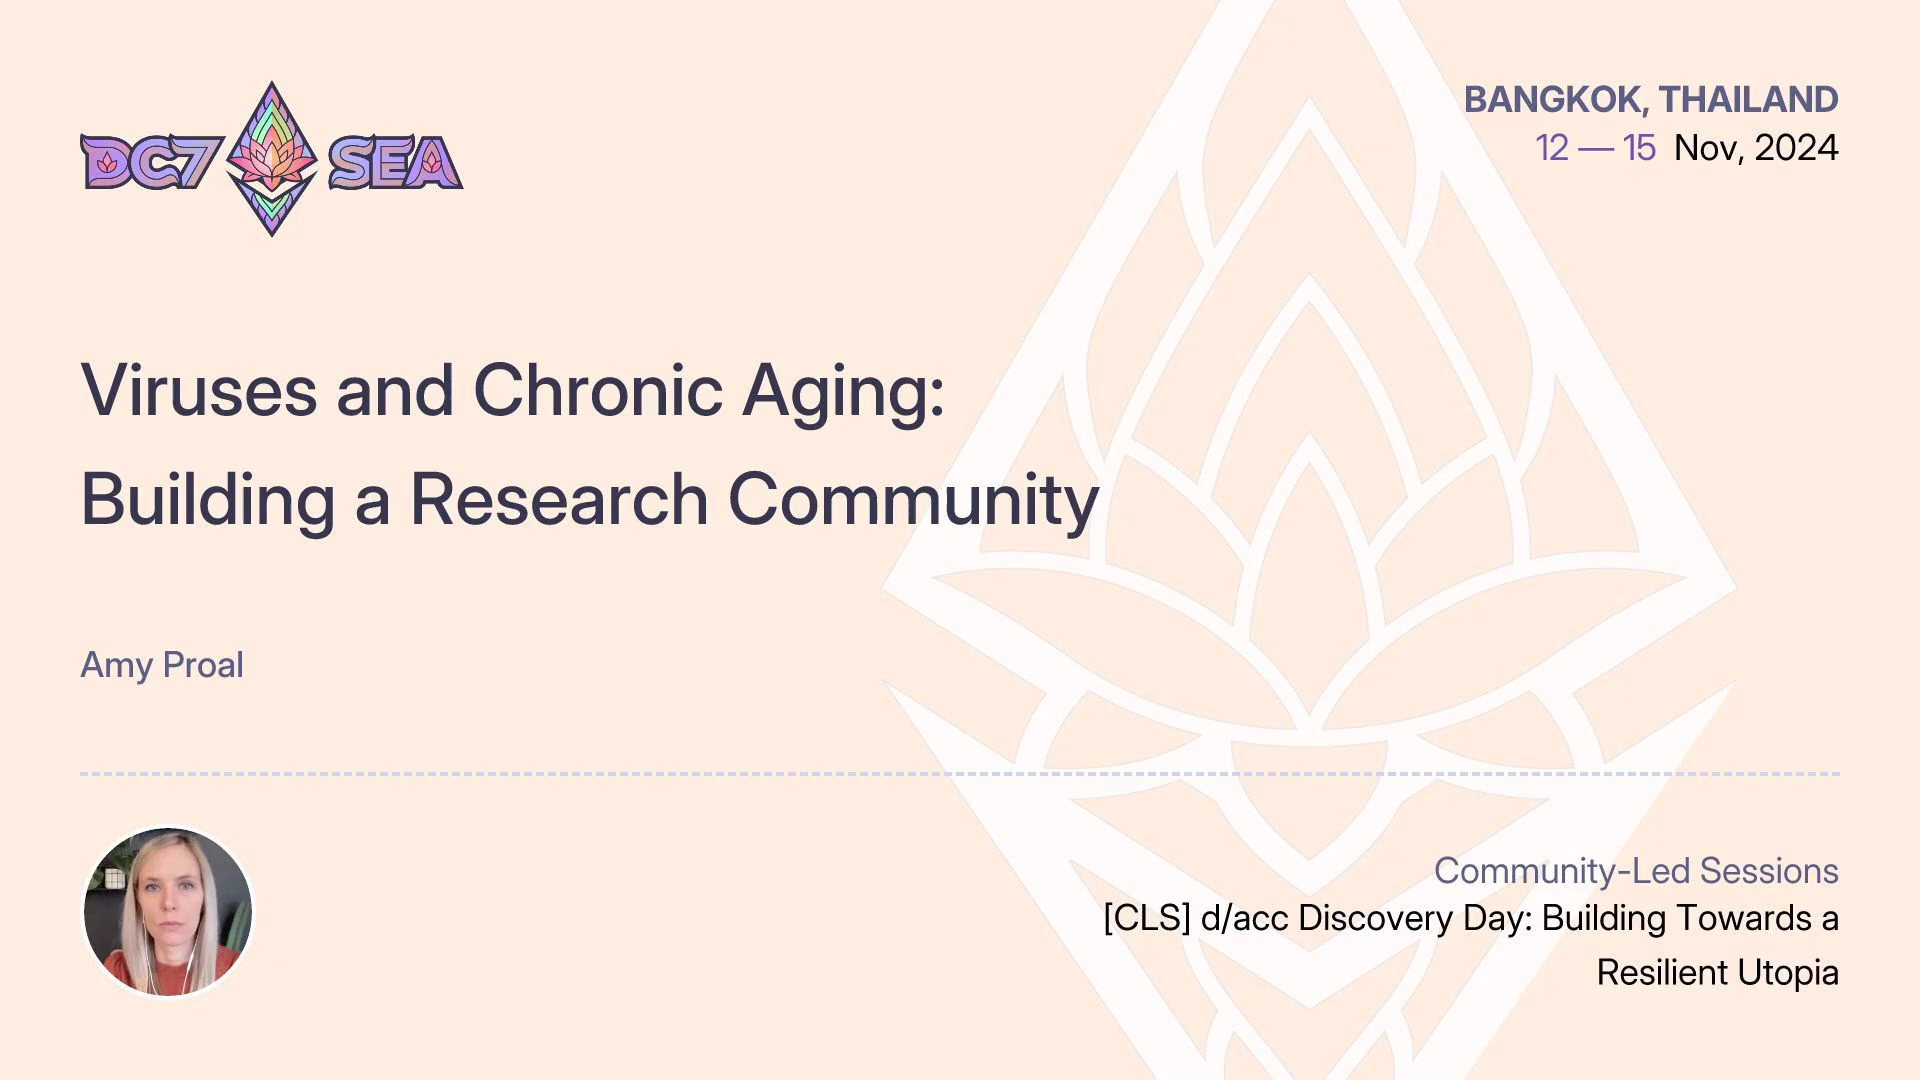 DC7 SEA
BANGKOK, THAILAND
12 — 15 Nov, 2024
Viruses and Chronic Aging:
Building a Research Community
Amy Proal
Community-Led Sessions
[CLS] d/acc Discovery Day: Building Towards a
Resilient Utopia